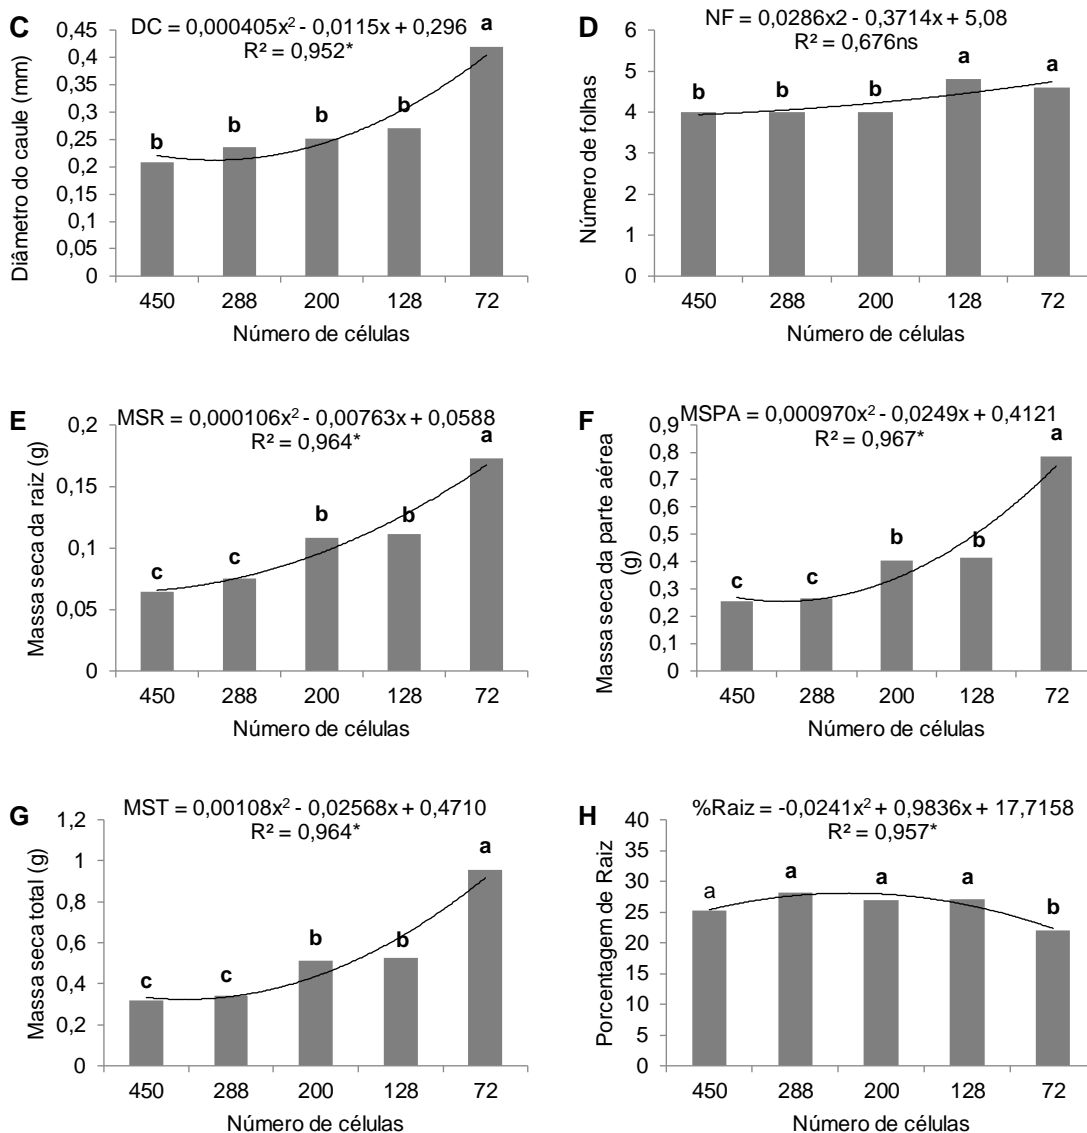 C
DC = 0,000405x² - 0,0115x + 0,296
R² = 0,952*
Diâmetro do caule (mm)
0,45
0,4
0,35
0,3
0,25
0,2
0,15
0,1
0,05
0
b
b
b
b
a
450 288 200 128 72
Número de células
D
NF = 0,0286x2 - 0,3714x + 5,08
R² = 0,676ns
Número de folhas
6
5
4
3
2
1
0
b
b
b
a
a
450 288 200 128 72
Número de células
E
MSR = 0,000106x² - 0,00763x + 0,0588
R² = 0,964*
Massa seca da raiz (g)
0,2
0,15
0,1
0,05
0
c
c
b
b
a
450 288 200 128 72
Número de células
F
MSPA = 0,000970x² - 0,0249x + 0,4121
R² = 0,967*
Massa seca da parte aérea
(g)
0,9
0,8
0,7
0,6
0,5
0,4
0,3
0,2
0,1
0
c
c
b
b
a
450 288 200 128 72
Número de células
G
MST = 0,00108x² - 0,02568x + 0,4710
R² = 0,964*
Massa seca total (g)
1,2
1
0,8
0,6
0,4
0,2
0
c
c
b
b
a
450 288 200 128 72
Número de células
H
%Raiz = -0,0241x² + 0,9836x + 17,7158
R² = 0,957*
Porcentagem de Raiz
40
35
30
25
20
15
10
5
0
a
a
a
a
b
450 288 200 128 72
Número de células